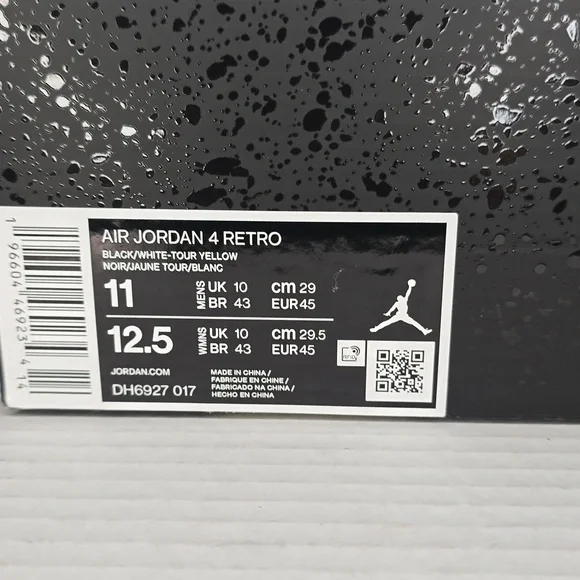 AIR JORDAN 4 RETRO
BLACK/WHITE-TOUR YELLOW
NOIR/JAUNE TOUR/BLANC
11 MENS UK 10 cm 29
BR 43 EUR 45
12.5 WMNS UK 10 cm 29.5
BR 43 EUR 45
JORDAN.COM
DH6927 017
MADE IN CHINA /
FABRIQUE EN CHINE /
FABRICADO NA CHINA /
HECHO EN CHINA
RFID
1 96604 46923 4 14